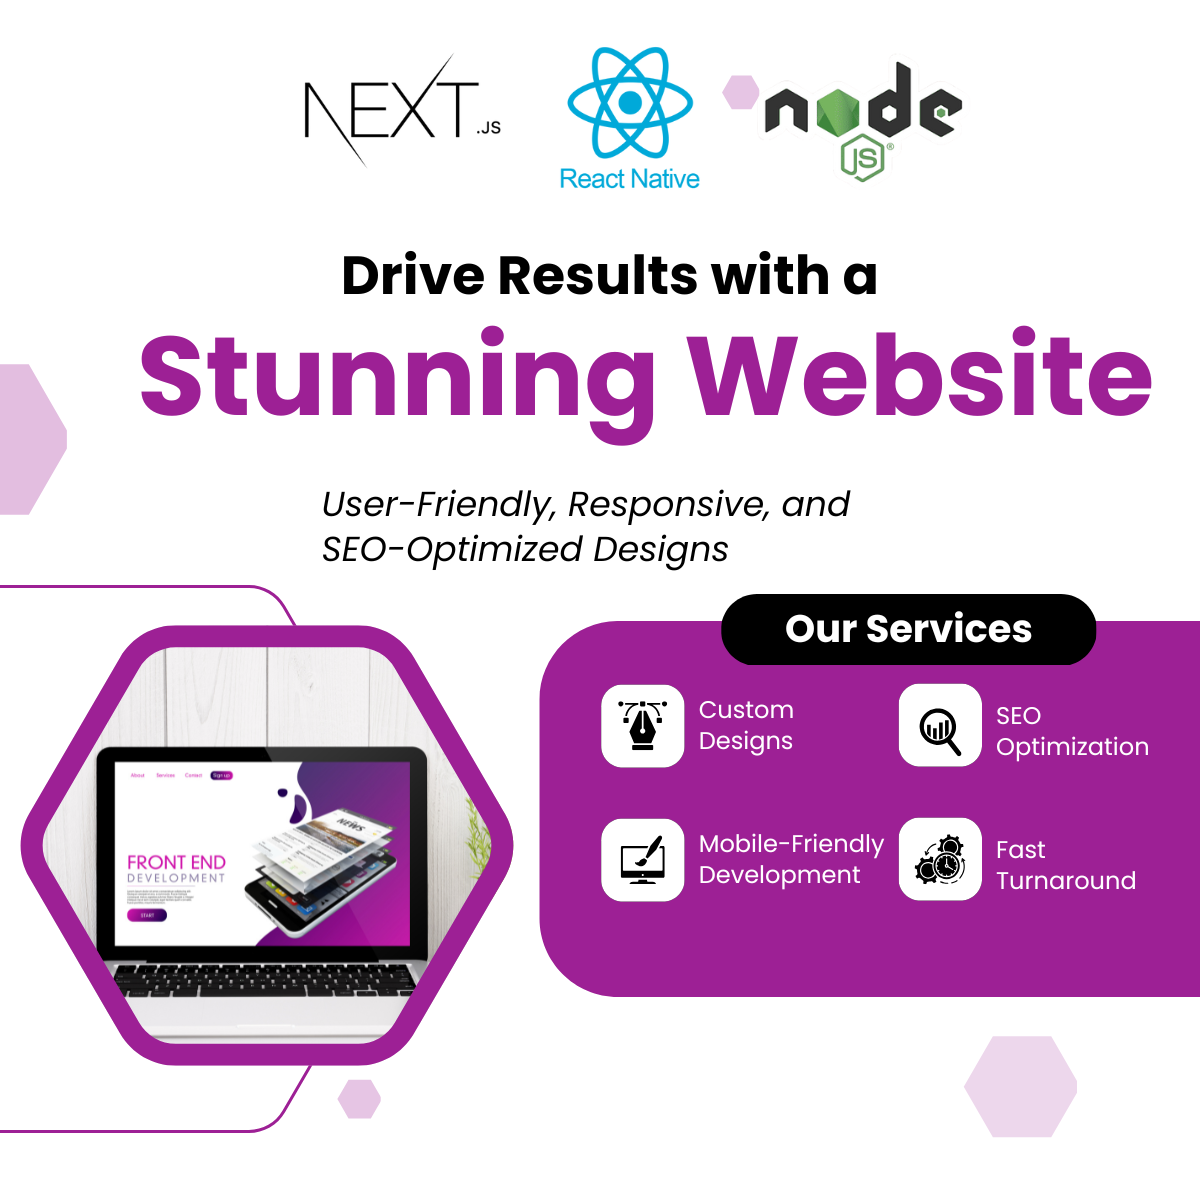 NEXT.JS
React Native
node
JS®
Drive Results with a
Stunning Website
User-Friendly, Responsive, and
SEO-Optimized Designs
Our Services
Custom
Designs
SEO
Optimization
Mobile-Friendly
Development
Fast
Turnaround
About Services Contact Sign up
NEWS
FRONT END
DEVELOPMENT
START